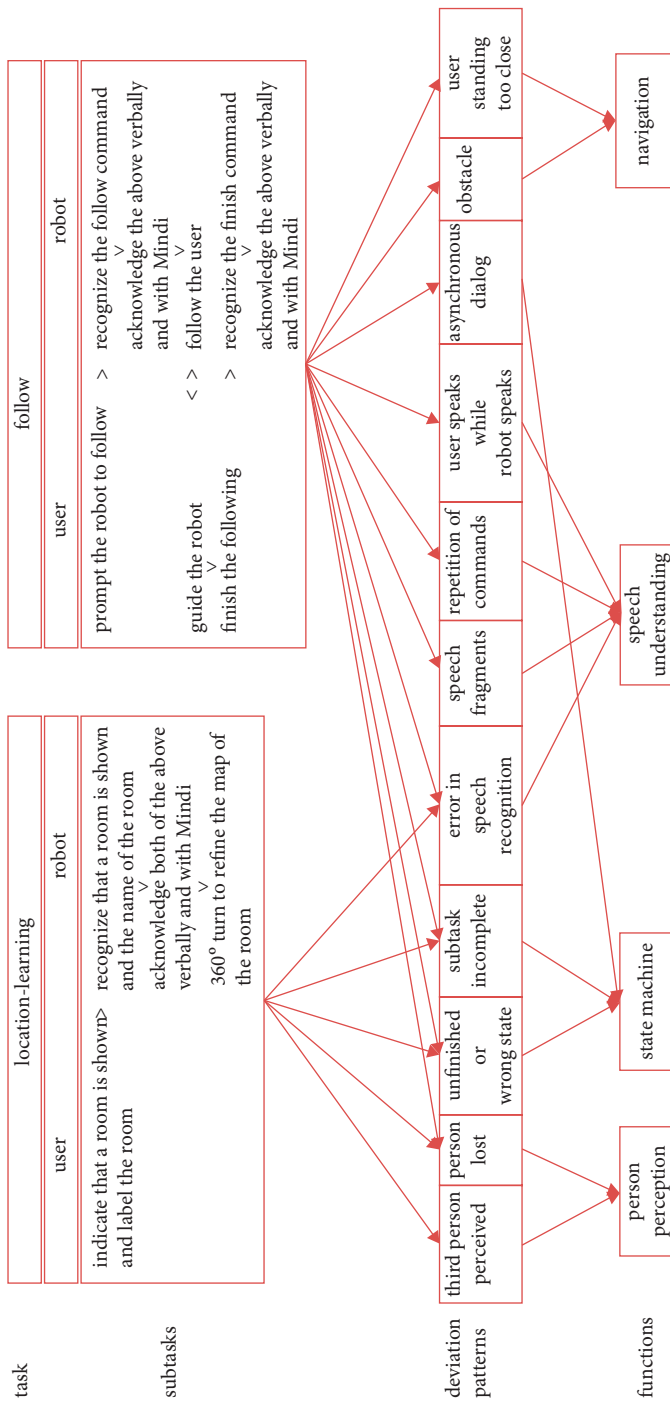 task
location-learning
follow
user
robot
user
robot
subtasks
indicate that a room is shown>
and label the room
recognize that a room is shown
and the name of the room
>
acknowledge both of the above
verbally and with Mindi
>
360° turn to refine the map of
the room
prompt the robot to follow
>
recognize the follow command
>
acknowledge the above verbally
and with Mindi
>
guide the robot
< >
follow the user
>
finish the following
>
>
recognize the finish command
>
acknowledge the above verbally
and with Mindi
deviation
patterns
third person
perceived
person
lost
unfinished
or
wrong state
subtask
incomplete
error in
speech
recognition
speech
fragments
repetition of
commands
user speaks
while
robot speaks
asynchronous
dialog
obstacle
user
standing
too close
functions
person
perception
state machine
speech
understanding
navigation